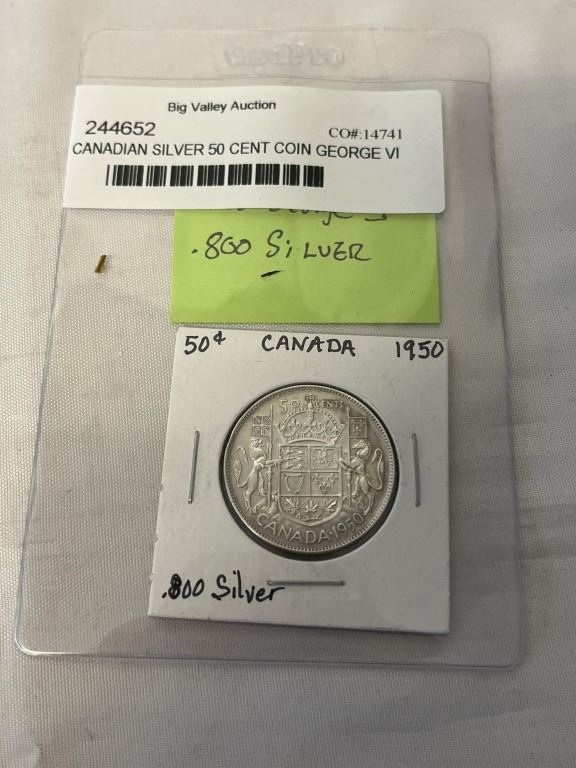 Big Valley Auction
244652 CO#:14741
CANADIAN SILVER 50 CENT COIN GEORGE VI
.800 SiLVER
50¢ CANADA 1950
50 CENTS
CANADA·1950
.800 Silver